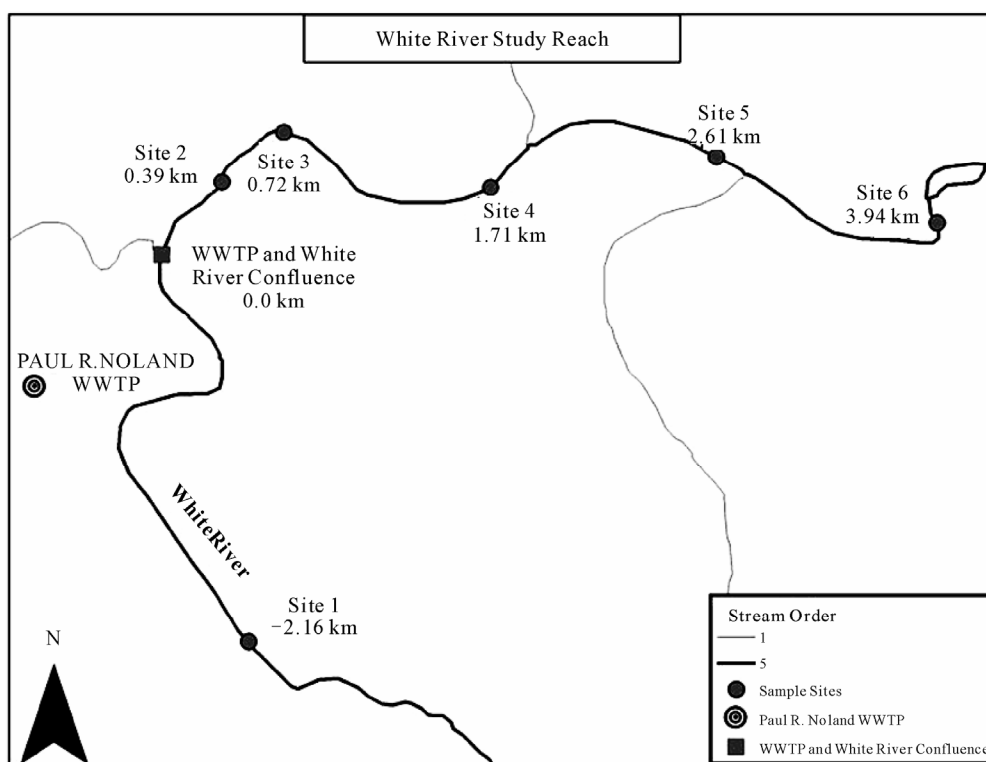 White River Study Reach
Site 5
2.61 km
Site 2
0.39 km
Site 3
0.72 km
Site 4
1.71 km
Site 6
3.94 km
WWTP and White
River Confluence
0.0 km
PAUL R.NOLAND
WWTP
WhiteRiver
Site 1
−2.16 km
N
Stream Order
1
5
Sample Sites
Paul R. Noland WWTP
WWTP and White River Confluence